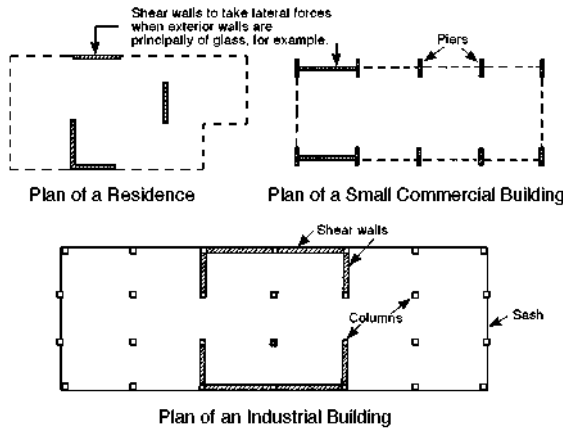 Shear walls to take lateral forces
when exterior walls are
principally of glass, for example.
Piers
Plan of a Residence
Plan of a Small Commercial Building
Shear walls
Columns
Sash
Plan of an Industrial Building